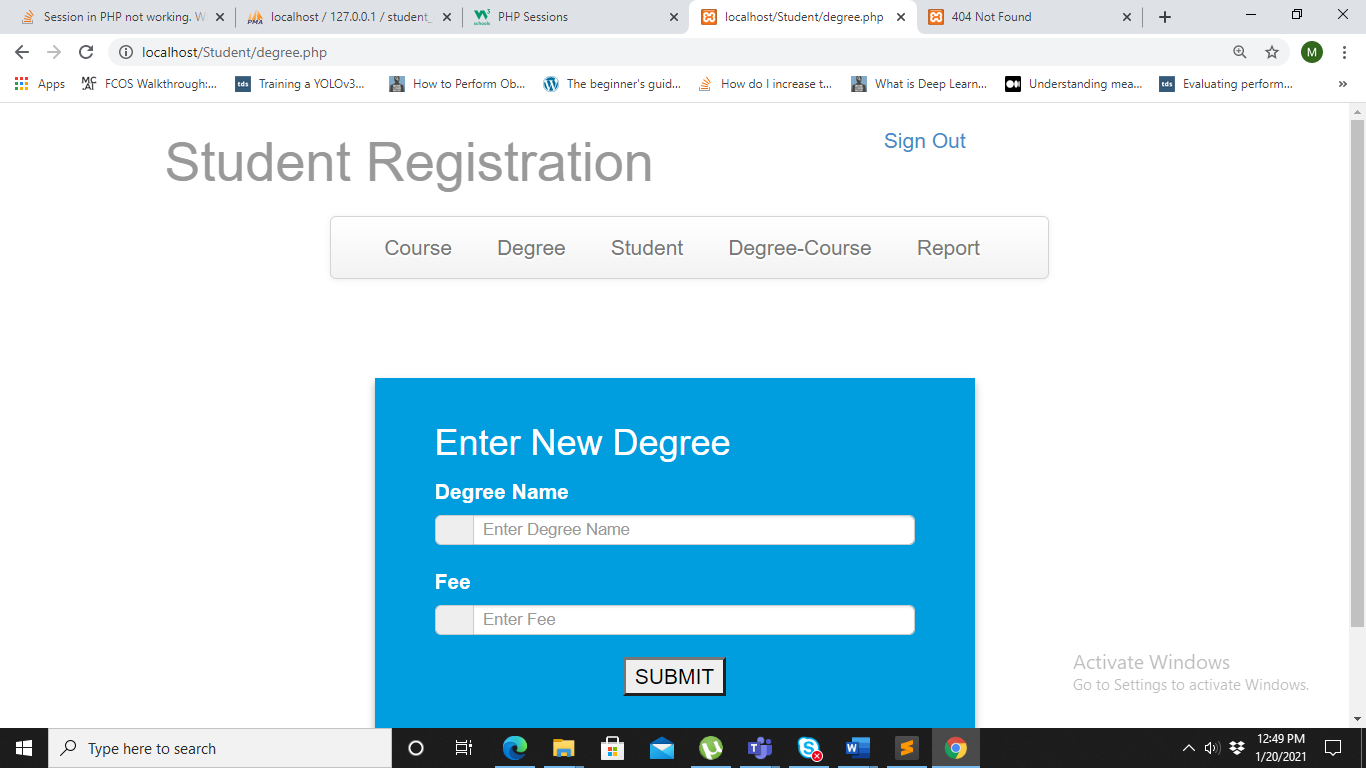 Session in PHP not working. W
localhost / 127.0.0.1 / student_
PHP Sessions
localhost/Student/degree.php
404 Not Found
localhost/Student/degree.php
M
Apps
FCOS Walkthrough:...
tds
Training a YOLOv3...
How to Perform Ob...
The beginner's guid...
How do I increase t...
What is Deep Learn...
Understanding mea...
tds
Evaluating perform...
Student Registration
Sign Out
Course
Degree
Student
Degree-Course
Report
Enter New Degree
Degree Name
Enter Degree Name
Fee
Enter Fee
SUBMIT
Activate Windows
Go to Settings to activate Windows.
Type here to search
12:49 PM
1/20/2021